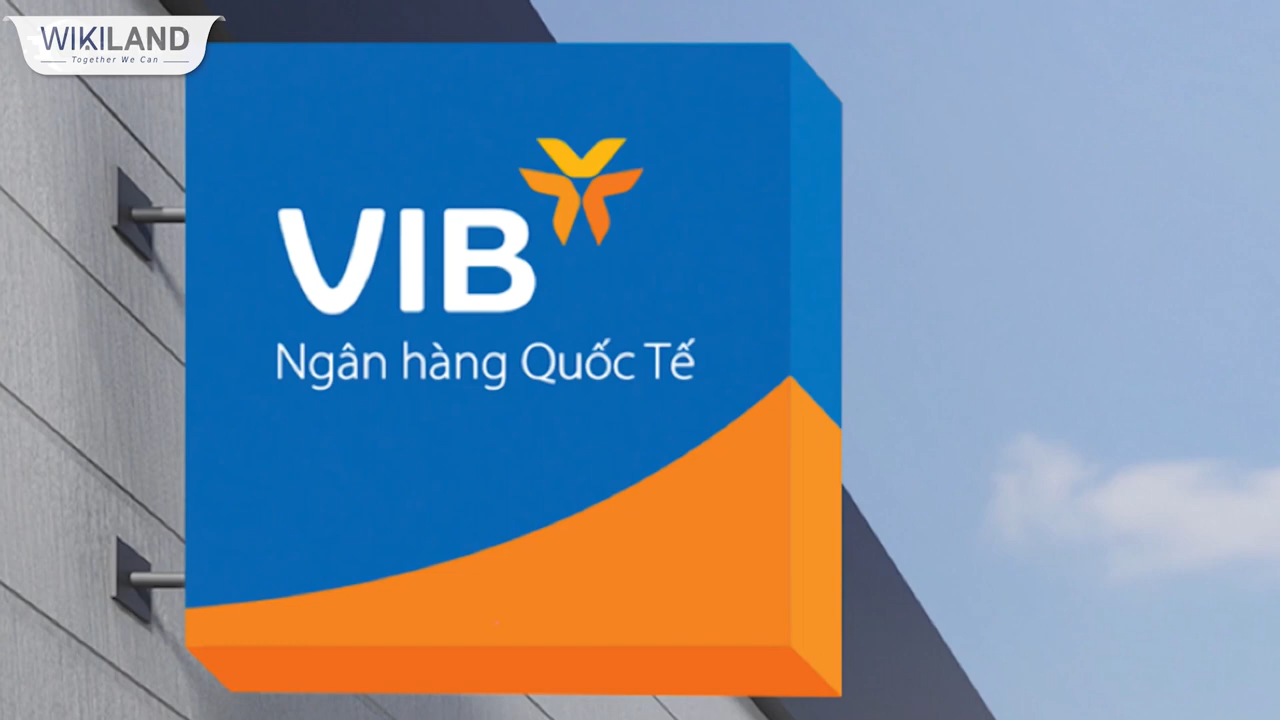 WIKILAND
Together We Can
VIB
Ngân hàng Quốc Tế